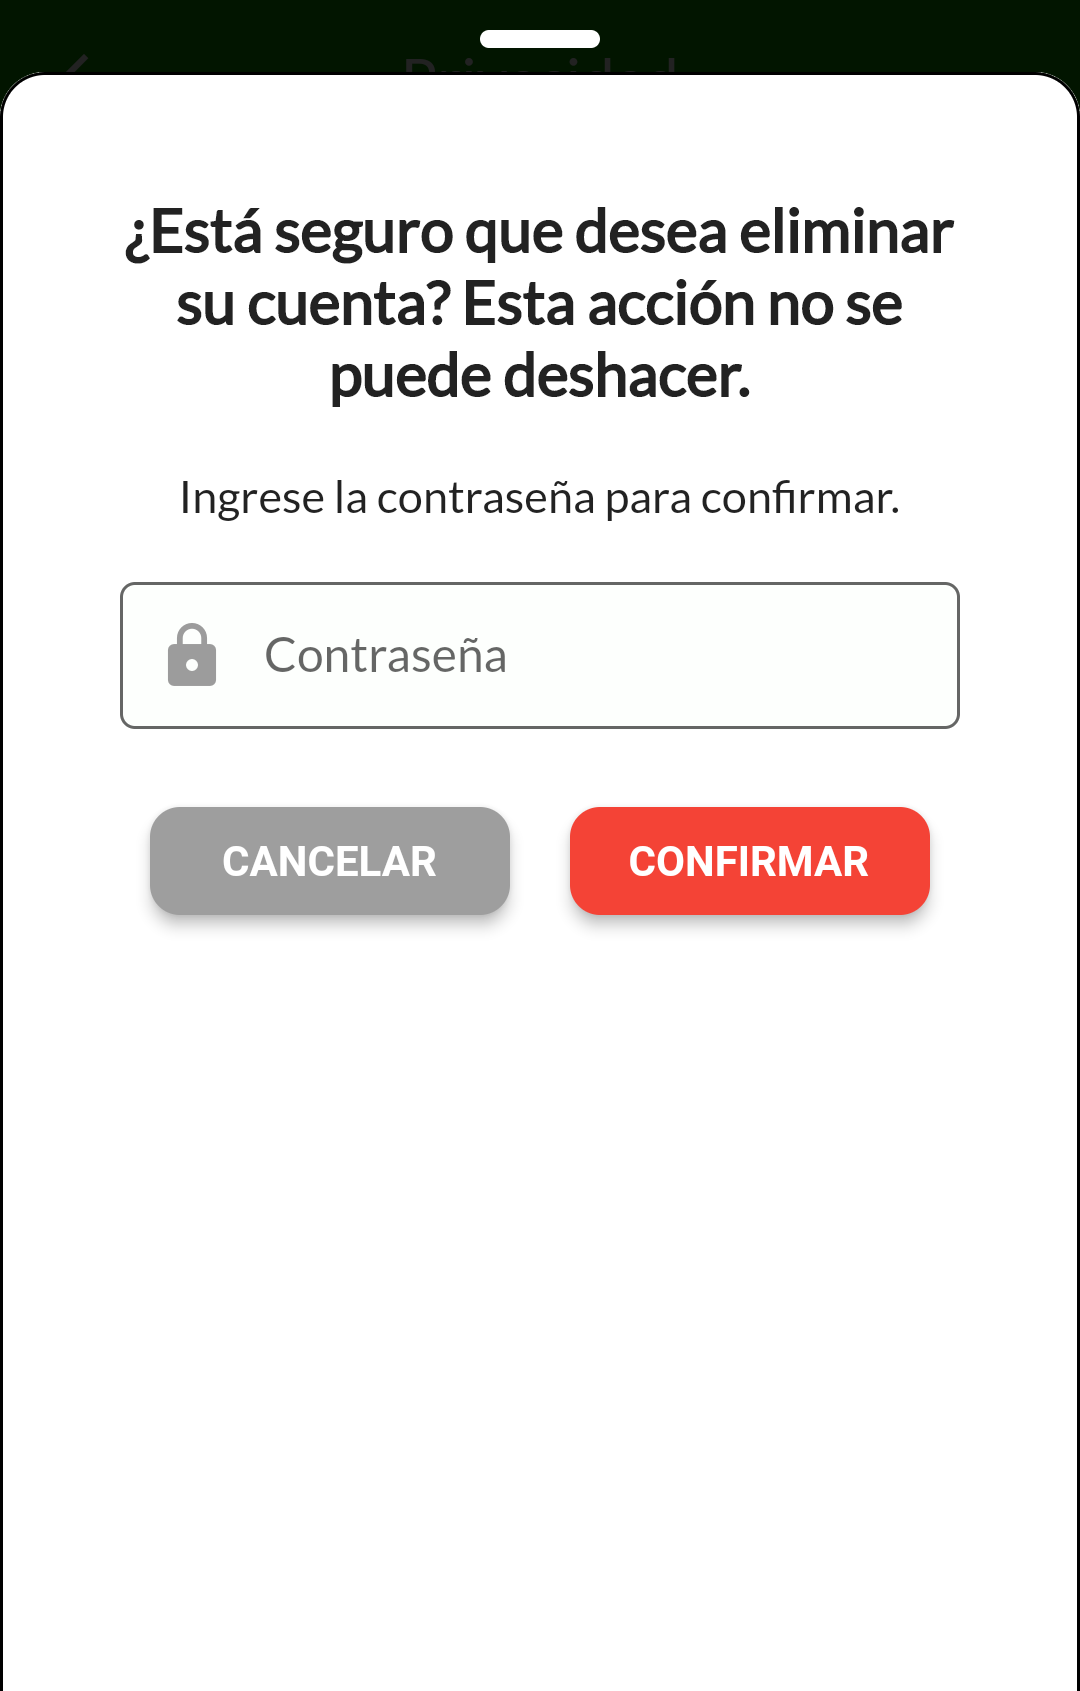 ¿Está seguro que desea eliminar
su cuenta? Esta acción no se
puede deshacer.
Ingrese la contraseña para confirmar.
Contraseña
CANCELAR
CONFIRMAR